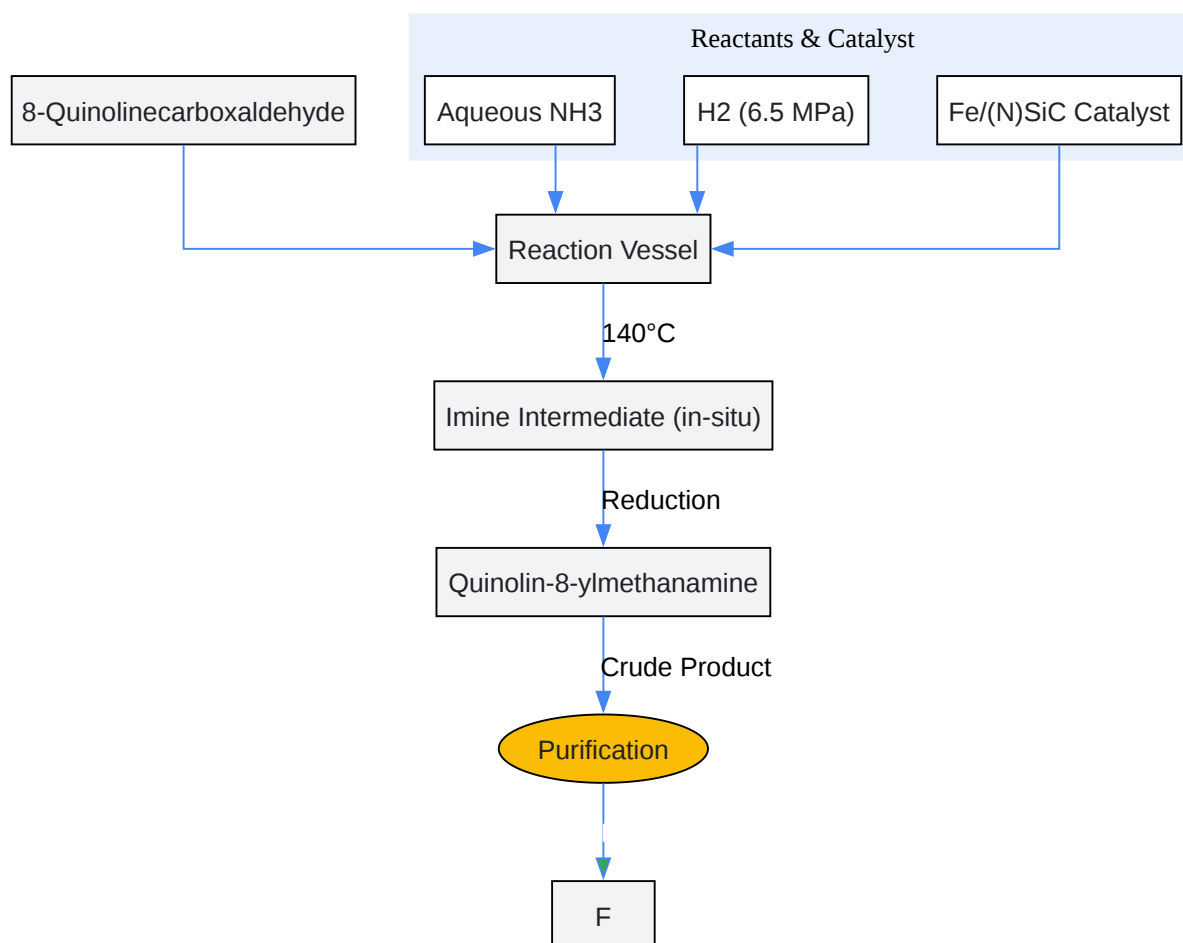 Reactants & Catalyst
8-Quinolinecarboxaldehyde
Aqueous NH3
H2 (6.5 MPa)
Fe/(N)SiC Catalyst
Reaction Vessel
140°C
Imine Intermediate (in-situ)
Reduction
Quinolin-8-ylmethanamine
Crude Product
Purification
F